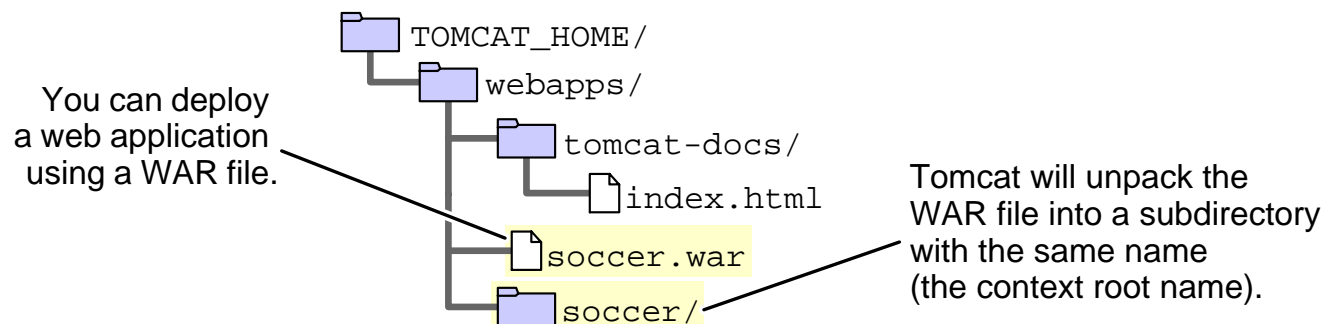 TOMCAT_HOME/
webapps/
You can deploy
a web application
using a WAR file.
tomcat-docs/
index.html
Tomcat will unpack the
WAR file into a subdirectory
with the same name
(the context root name).
soccer.war
soccer/